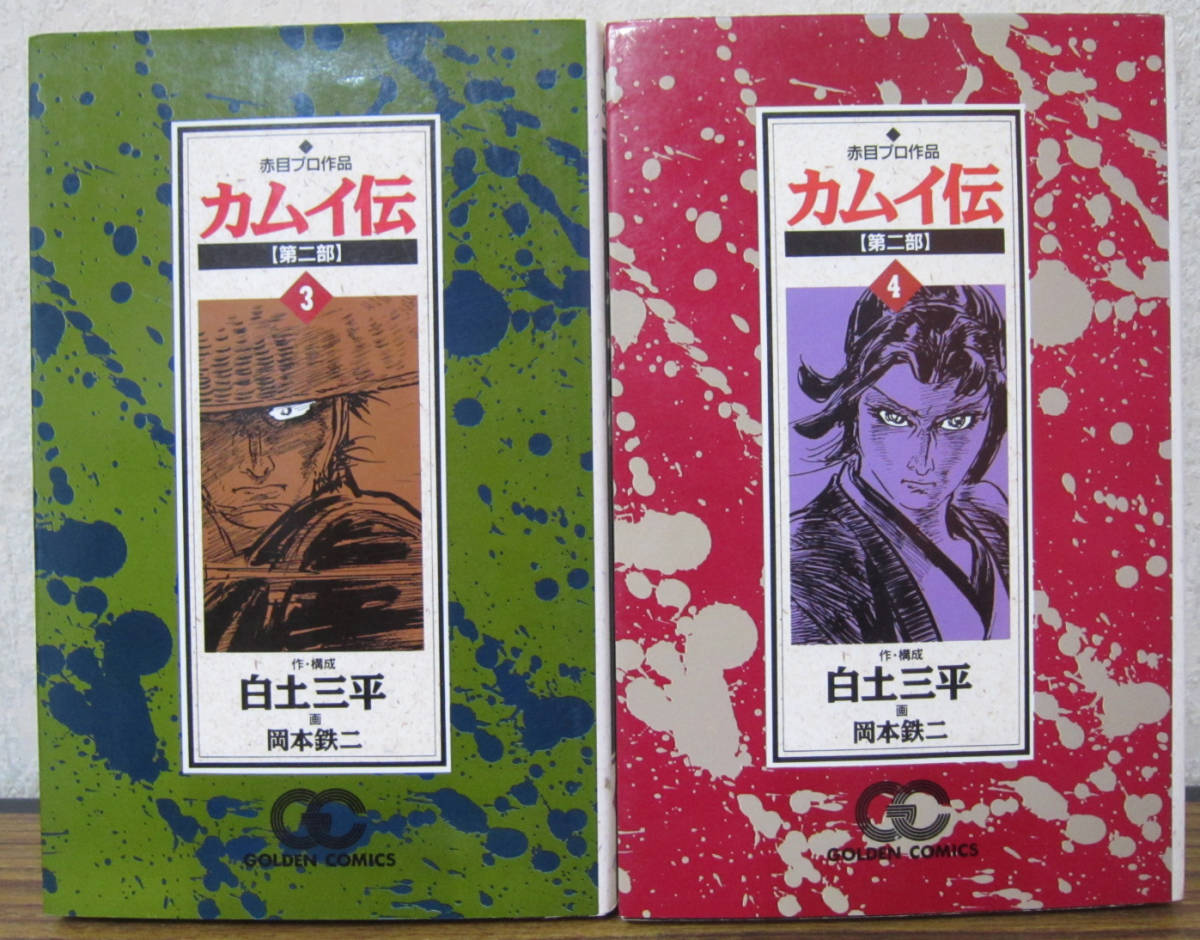 赤目プロ作品
カムイ伝
【第二部】
3
作・構成
白土三平
画
岡本鉄二
GC
GOLDEN COMICS
赤目プロ作品
カムイ伝
【第二部】
4
作・構成
白土三平
画
岡本鉄二
GC
GOLDEN COMICS